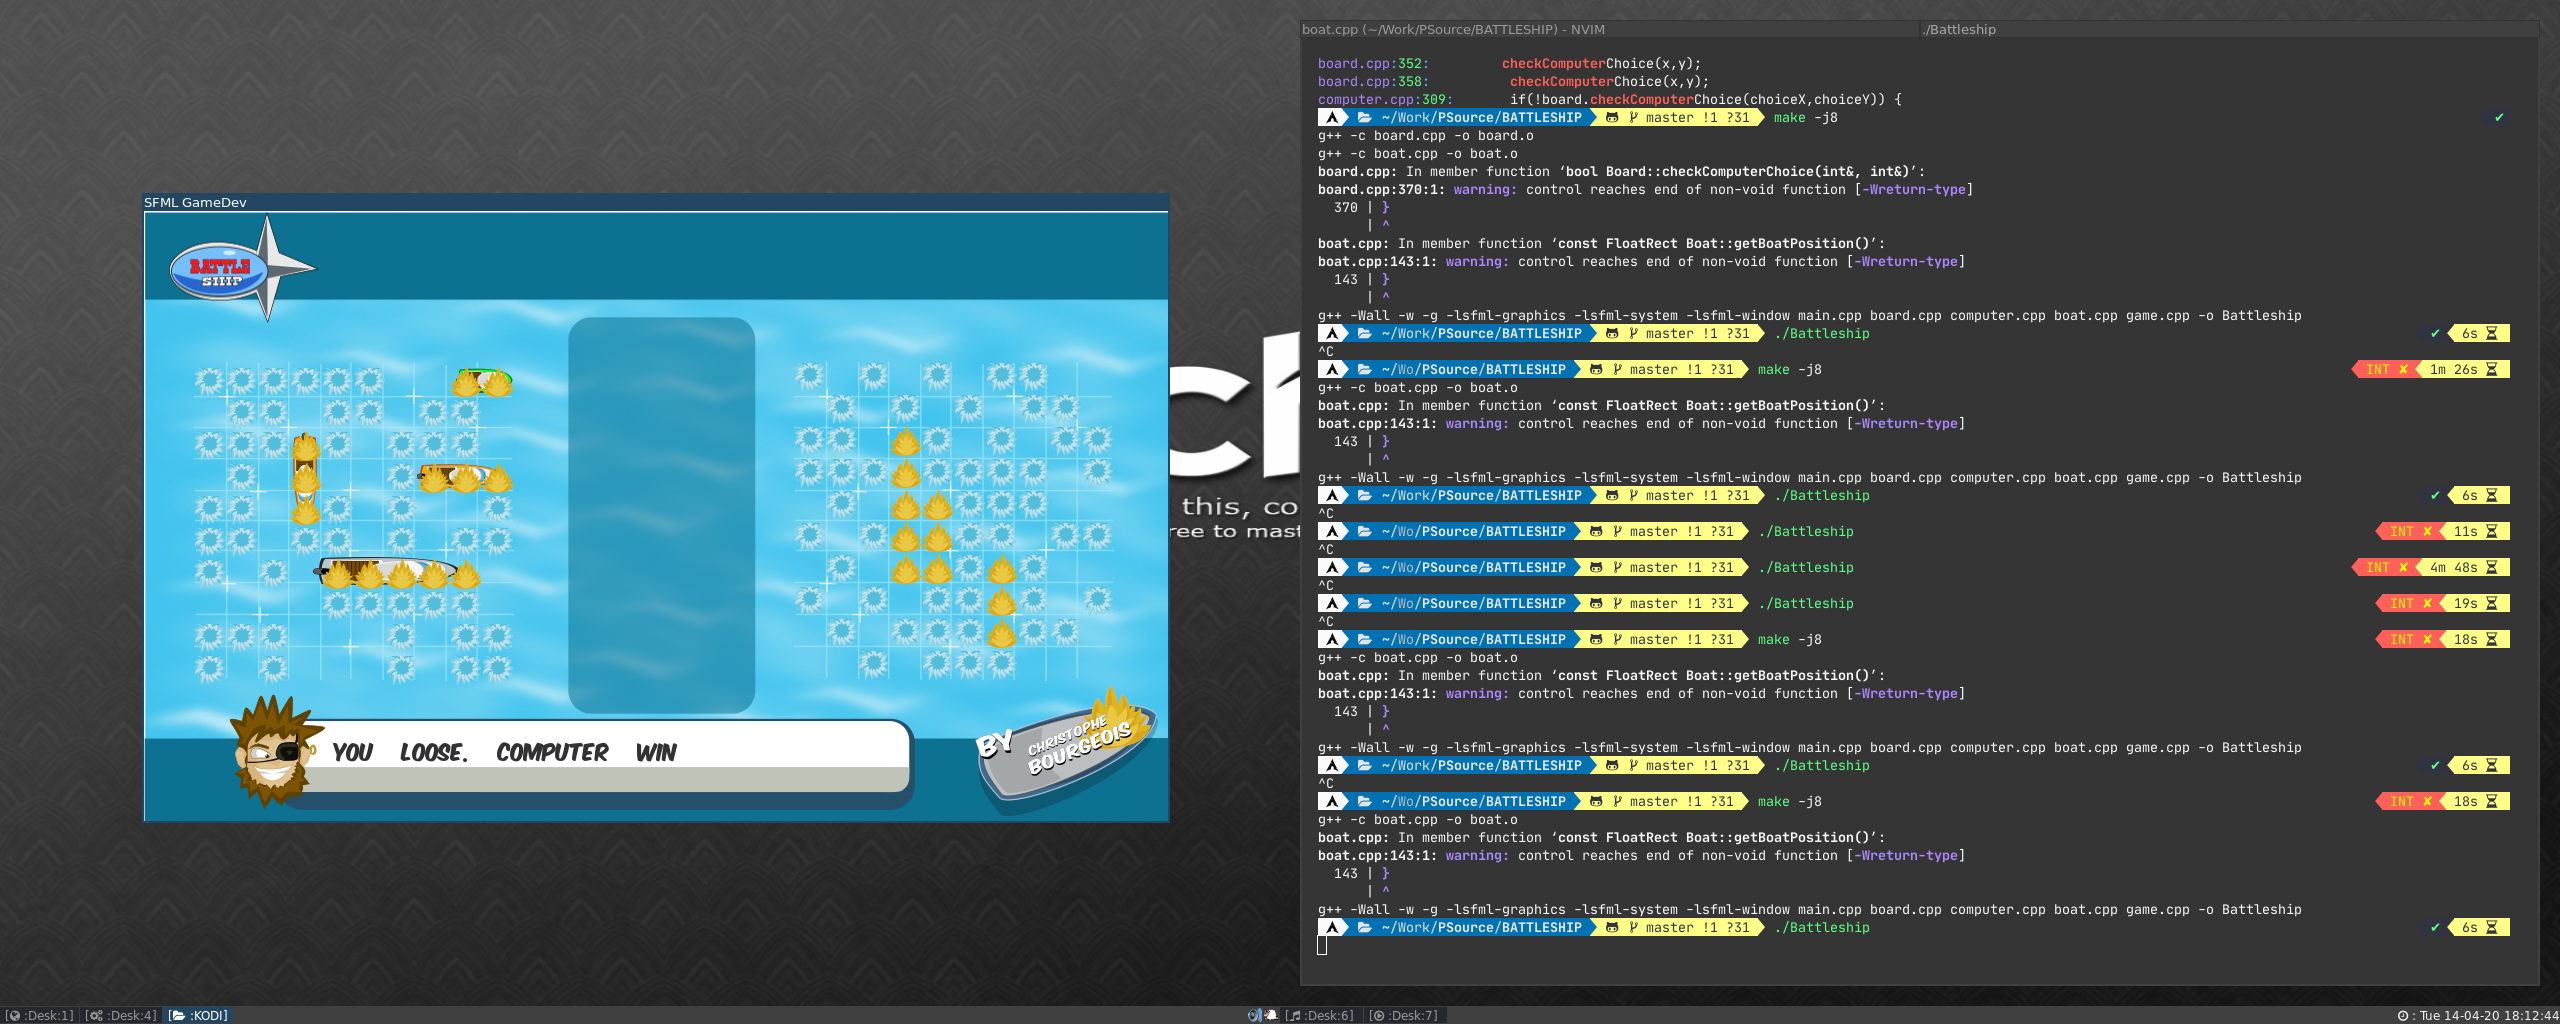 boat.cpp (~/Work/PSource/BATTLESHIP) - NVIM
./Battleship
board.cpp:352:         checkComputerChoice(x,y);
board.cpp:358:          checkComputerChoice(x,y);
computer.cpp:309:       if(!board.checkComputerChoice(choiceX,choiceY)) {
~/Work/PSource/BATTLESHIP master !1 ?31 make -j8 ✔
g++ -c board.cpp -o board.o
g++ -c boat.cpp -o boat.o
board.cpp: In member function ‘bool Board::checkComputerChoice(int&, int&)’:
board.cpp:370:1: warning: control reaches end of non-void function [-Wreturn-type]
370 | }
| ^
boat.cpp: In member function ‘const FloatRect Boat::getBoatPosition()’:
boat.cpp:143:1: warning: control reaches end of non-void function [-Wreturn-type]
143 | }
| ^
g++ -Wall -w -g -lsfml-graphics -lsfml-system -lsfml-window main.cpp board.cpp computer.cpp boat.cpp game.cpp -o Battleship
~/Work/PSource/BATTLESHIP master !1 ?31 ./Battleship ✔ 6s
^C
~/Wo/PSource/BATTLESHIP master !1 ?31 make -j8 INT ✘ 1m 26s
g++ -c boat.cpp -o boat.o
boat.cpp: In member function ‘const FloatRect Boat::getBoatPosition()’:
boat.cpp:143:1: warning: control reaches end of non-void function [-Wreturn-type]
143 | }
| ^
g++ -Wall -w -g -lsfml-graphics -lsfml-system -lsfml-window main.cpp board.cpp computer.cpp boat.cpp game.cpp -o Battleship
~/Work/PSource/BATTLESHIP master !1 ?31 ./Battleship ✔ 6s
^C
~/Wo/PSource/BATTLESHIP master !1 ?31 ./Battleship INT ✘ 11s
^C
~/Wo/PSource/BATTLESHIP master !1 ?31 ./Battleship INT ✘ 4m 48s
^C
~/Wo/PSource/BATTLESHIP master !1 ?31 ./Battleship INT ✘ 19s
^C
~/Wo/PSource/BATTLESHIP master !1 ?31 make -j8 INT ✘ 18s
g++ -c boat.cpp -o boat.o
boat.cpp: In member function ‘const FloatRect Boat::getBoatPosition()’:
boat.cpp:143:1: warning: control reaches end of non-void function [-Wreturn-type]
143 | }
| ^
g++ -Wall -w -g -lsfml-graphics -lsfml-system -lsfml-window main.cpp board.cpp computer.cpp boat.cpp game.cpp -o Battleship
~/Work/PSource/BATTLESHIP master !1 ?31 ./Battleship ✔ 6s
^C
~/Wo/PSource/BATTLESHIP master !1 ?31 make -j8 INT ✘ 18s
g++ -c boat.cpp -o boat.o
boat.cpp: In member function ‘const FloatRect Boat::getBoatPosition()’:
boat.cpp:143:1: warning: control reaches end of non-void function [-Wreturn-type]
143 | }
| ^
g++ -Wall -w -g -lsfml-graphics -lsfml-system -lsfml-window main.cpp board.cpp computer.cpp boat.cpp game.cpp -o Battleship
~/Work/PSource/BATTLESHIP master !1 ?31 ./Battleship ✔ 6s
SFML GameDev
BATTLE
SHIP
YOU LOOSE. COMPUTER WIN
BY CHRISTOPHE
BOURGEOIS
ch
this, co
ree to mast
[ :Desk:1] [ :Desk:4] [ :KODI]
[ :Desk:6] [ :Desk:7]
: Tue 14-04-20 18:12:44